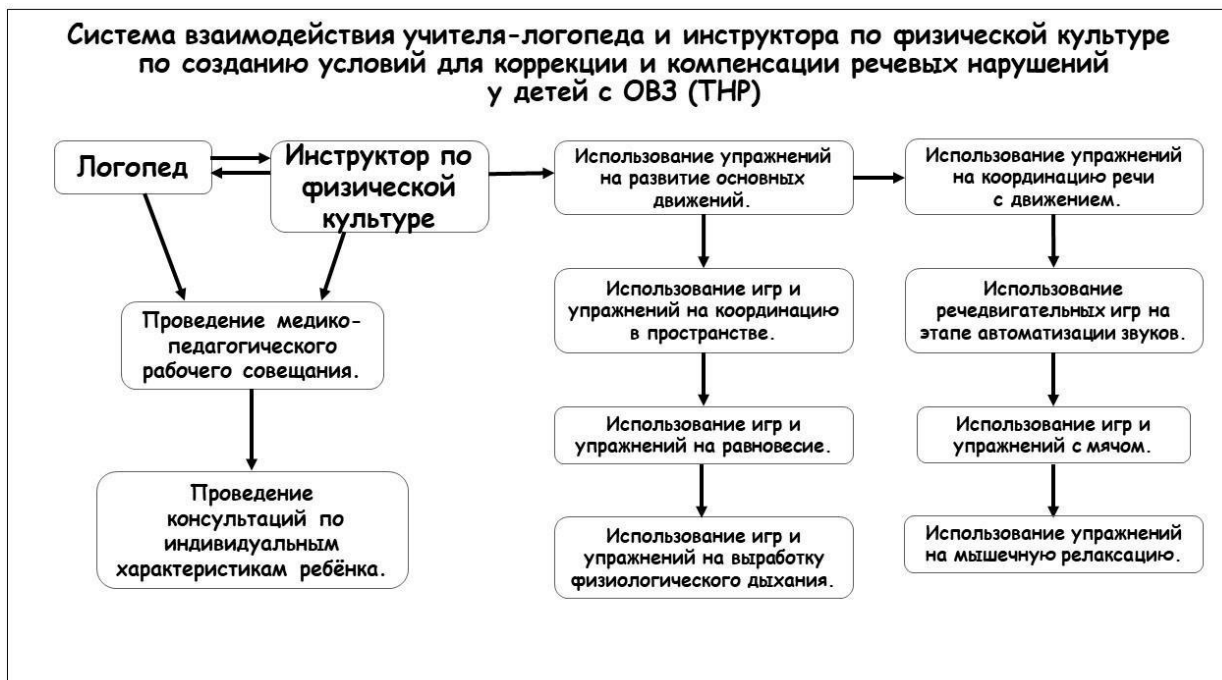 Система взаимодействия учителя-логопеда и инструктора по физической культуре
по созданию условий для коррекции и компенсации речевых нарушений
у детей с ОВЗ (ТНР)
Логопед
Инструктор по
физической
культуре
Проведение медико-
педагогического
рабочего совещания.
Проведение
консультаций по
индивидуальным
характеристикам ребёнка.
Использование упражнений
на развитие основных
движений.
Использование игр и
упражнений на координацию
в пространстве.
Использование игр и
упражнений на равновесие.
Использование игр и
упражнений на выработку
физиологического дыхания.
Использование упражнений
на координацию речи
с движением.
Использование
речедвигательных игр на
этапе автоматизации звуков.
Использование игр и
упражнений с мячом.
Использование упражнений
на мышечную релаксацию.